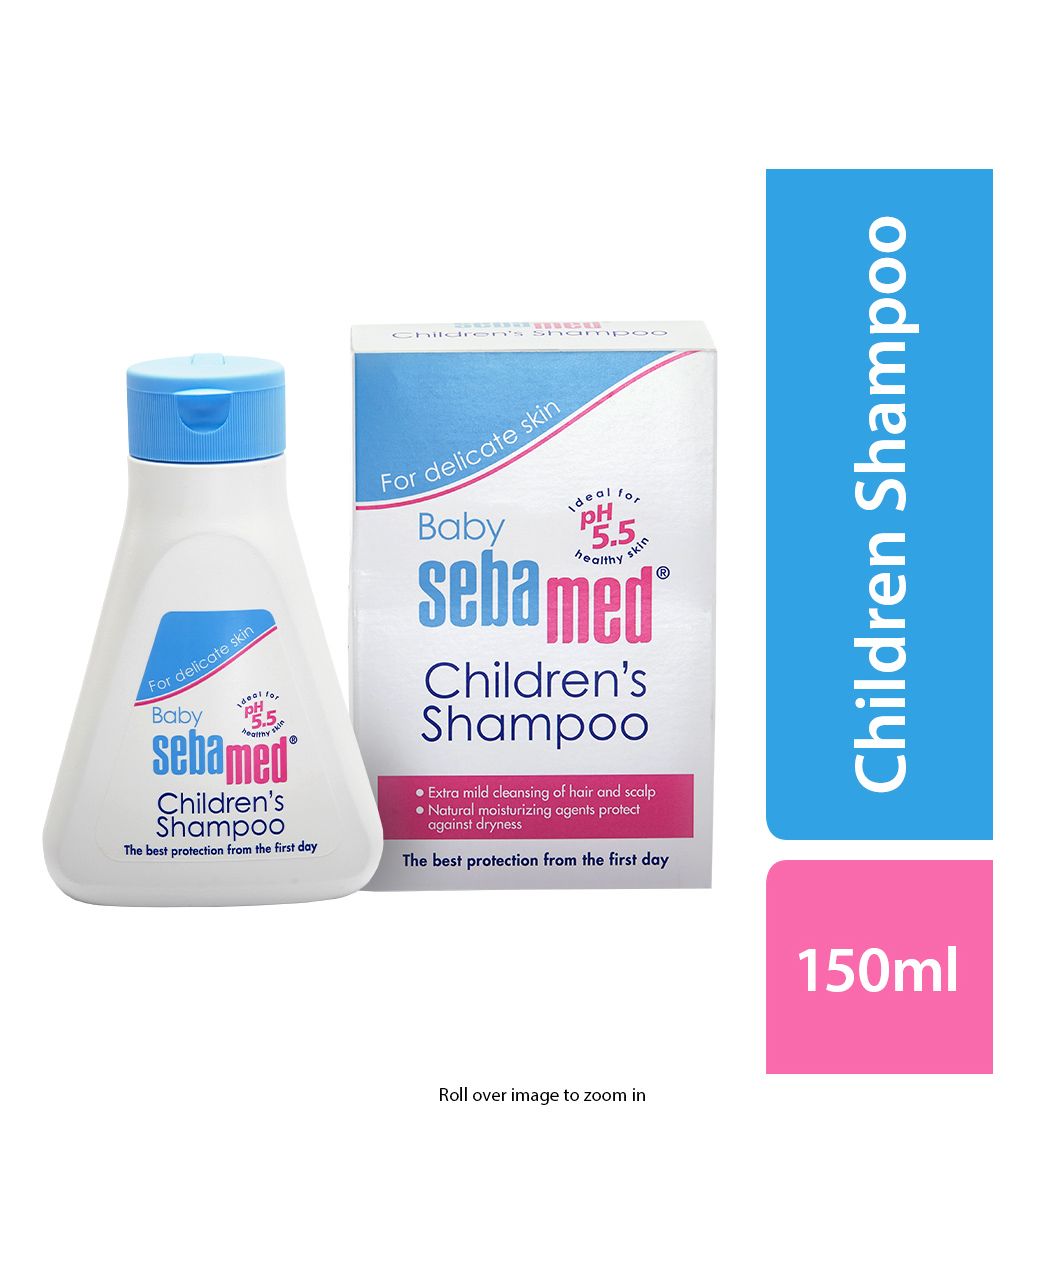 For delicate skin
Baby
Ideal for
pH
5.5
healthy skin
sebamed®
Children's
Shampoo
The best protection from the first day
sebamed®
Children's Shampoo
For delicate skin
Baby
Ideal for
pH
5.5
healthy skin
sebamed®
Children's
Shampoo
• Extra mild cleansing of hair and scalp
• Natural moisturizing agents protect
against dryness
The best protection from the first day
Children Shampoo
150ml
Roll over image to zoom in